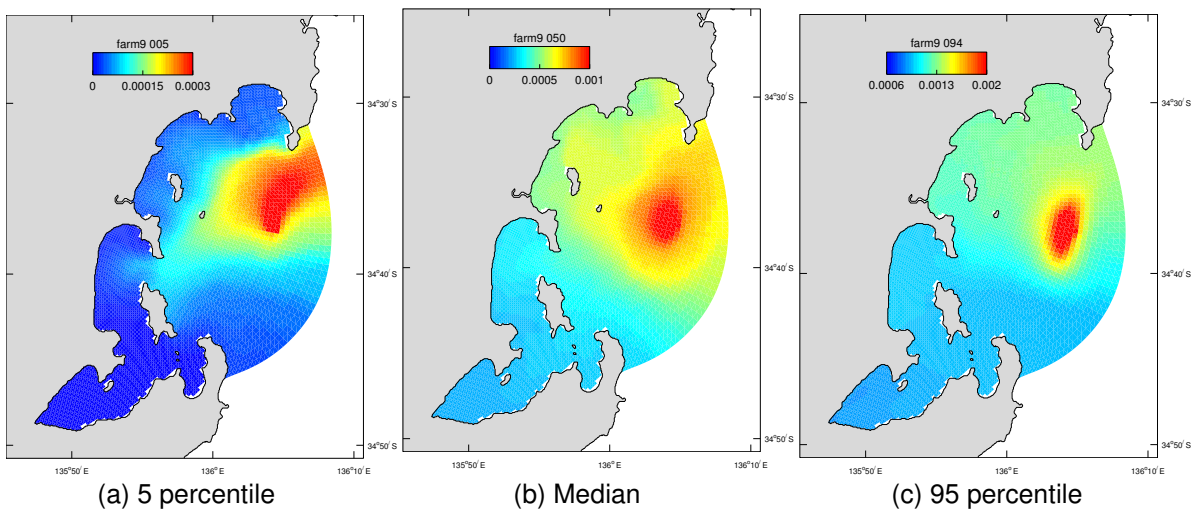 farm9 005
0 0.00015 0.0003
34°30' S
34°40' S
34°50' S
135°50' E
136° E
136°10' E
(a) 5 percentile
farm9 050
0 0.0005 0.001
34°30' S
34°40' S
34°50' S
135°50' E
136° E
136°10' E
(b) Median
farm9 094
0.0006 0.0013 0.002
34°30' S
34°40' S
34°50' S
135°50' E
136° E
136°10' E
(c) 95 percentile